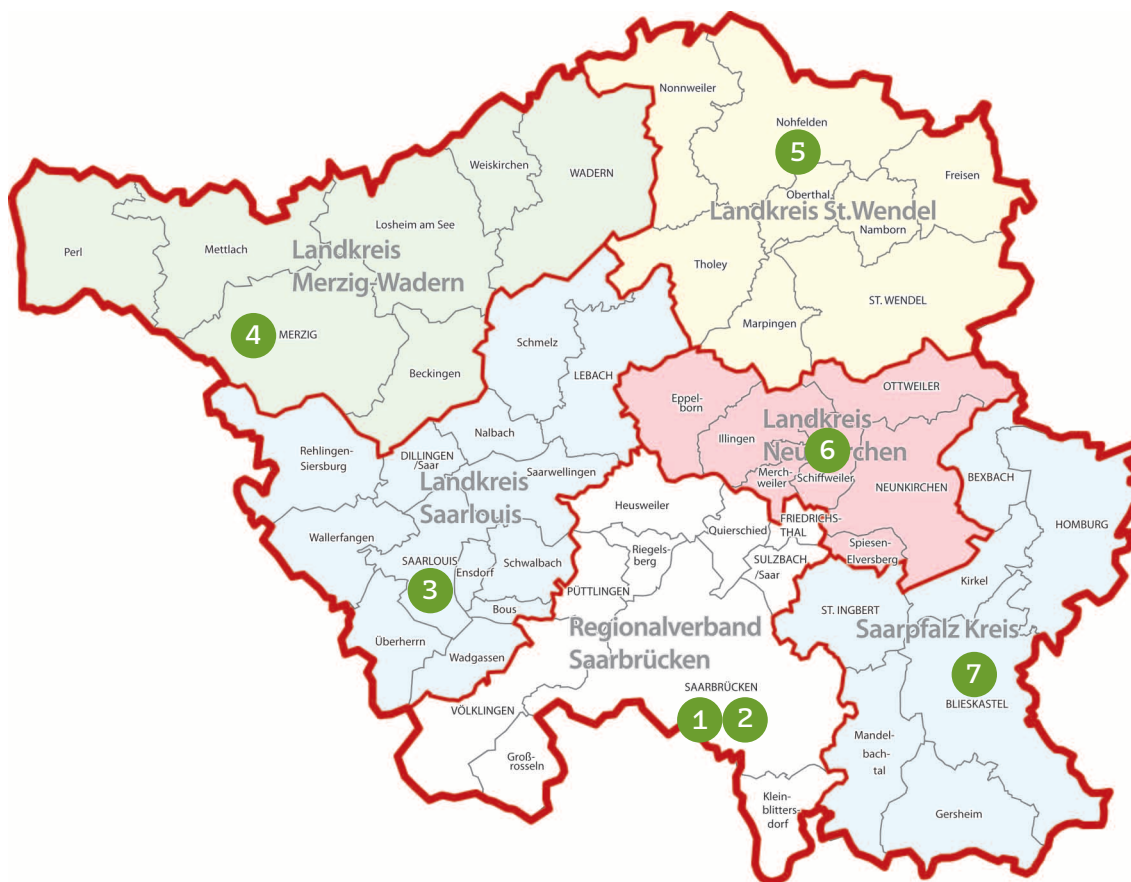 Nonnweiler
Nohfelden
5
Freisen
Oberthal
Landkreis St.Wendel
Namborn
Tholey
ST. WENDEL
Marpingen
Weiskirchen
WADERN
Losheim am See
Mettlach
Perl
Landkreis
Merzig-Wadern
4
MERZIG
Beckingen
Schmelz
LEBACH
Nalbach
Rehlingen-
Siersburg
DILLINGEN
/Saar
Saarwellingen
Landkreis
Saarlouis
Wallerfangen
SAARLOUIS
Ensdorf
Schwalbach
3
Bous
Überherrn
Wadgassen
Eppel-
born
Illingen
OTTWEILER
Landkreis
Neunkirchen
6
Merch-
weiler
Schiffweiler
NEUNKIRCHEN
Spiesen-
Elversberg
Heusweiler
Quierschied
FRIEDRICHS-
THAL
Riegels-
berg
SULZBACH
/Saar
PÜTTLINGEN
Regionalverband
Saarbrücken
SAARBRÜCKEN
1
2
VÖLKLINGEN
Groß-
rosseln
Klein-
blitters-
dorf
BEXBACH
HOMBURG
Kirkel
ST. INGBERT
Saarpfalz Kreis
7
BLIESKASTEL
Mandel-
bach-
tal
Gersheim